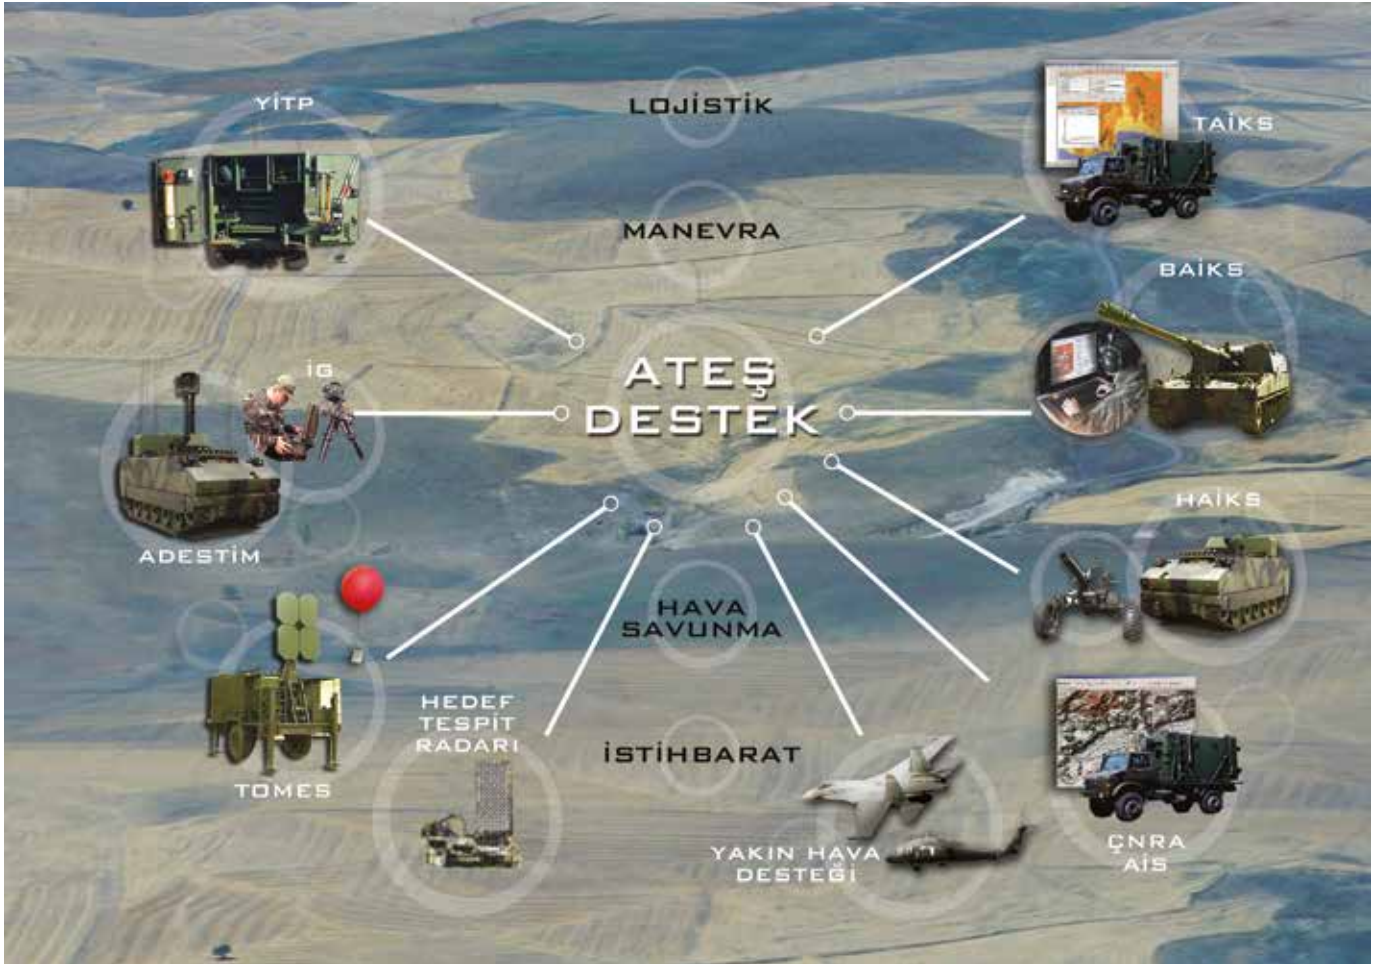 YİTP
LOJİSTİK
TAİKS
MANEVRA
BAİKS
İG
ATEŞ
DESTEK
ADESTİM
HAİKS
HAVA
SAVUNMA
HEDEF
TESPİT
RADARI
İSTİHBARAT
TOMES
YAKIN HAVA
DESTEĞİ
ÇNRA
AİS